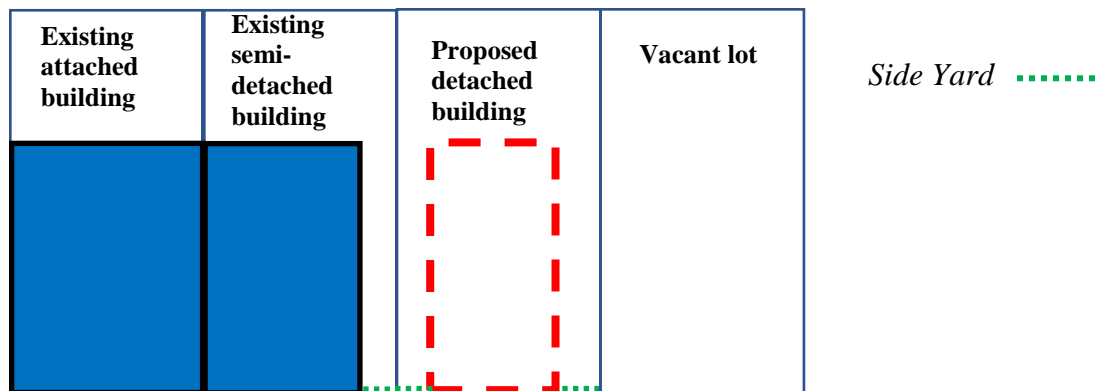 Existing
attached
building
Existing
semi-
detached
building
Proposed
detached
building
Vacant lot
Side Yard